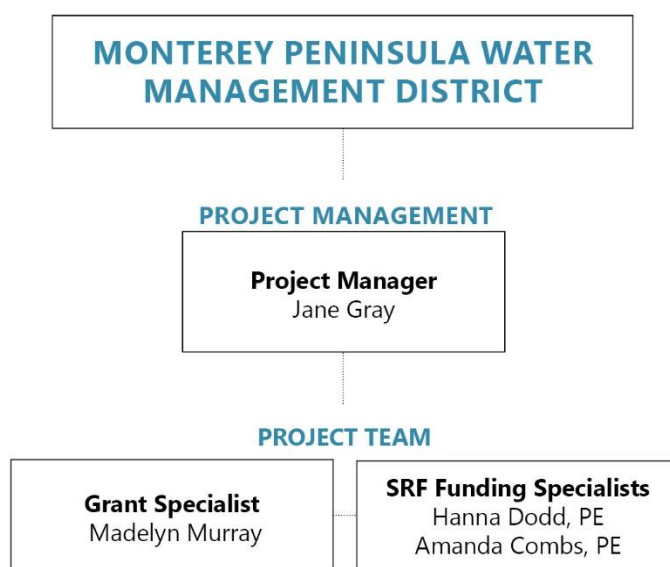 MONTEREY PENINSULA WATER
MANAGEMENT DISTRICT
PROJECT MANAGEMENT
Project Manager
Jane Gray
PROJECT TEAM
Grant Specialist
Madelyn Murray
SRF Funding Specialists
Hanna Dodd, PE
Amanda Combs, PE